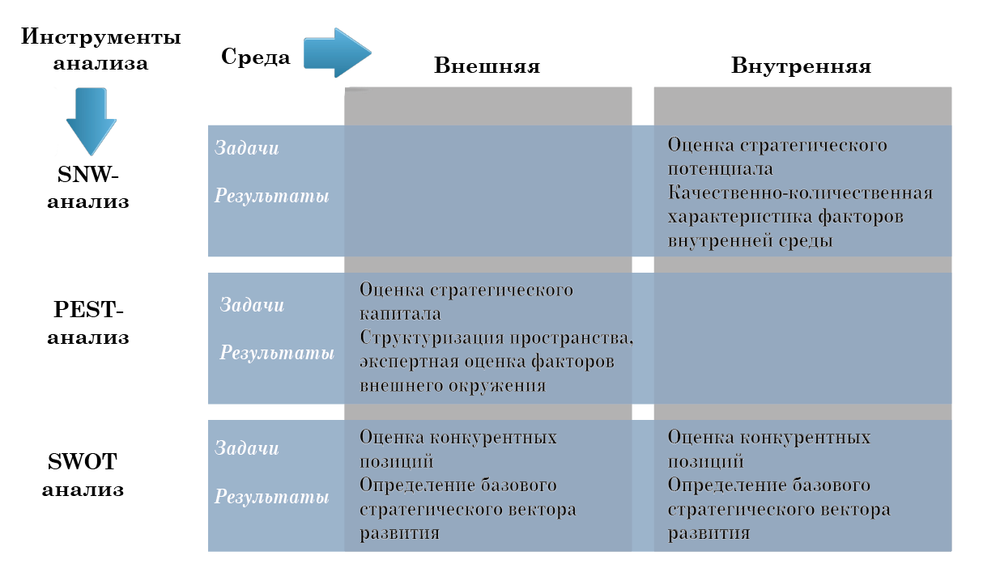 Инструменты
анализа
Среда
Внешняя
Внутренняя
SNW-
анализ
Задачи
Результаты
Оценка стратегического
потенциала
Качественно-количественная
характеристика факторов
внутренней среды
PEST-
анализ
Задачи
Результаты
Оценка стратегического
капитала
Структуризация пространства,
экспертная оценка факторов
внешнего окружения
SWOT
анализ
Задачи
Результаты
Оценка конкурентных
позиций
Определение базового
стратегического вектора
развития
Оценка конкурентных
позиций
Определение базового
стратегического вектора
развития